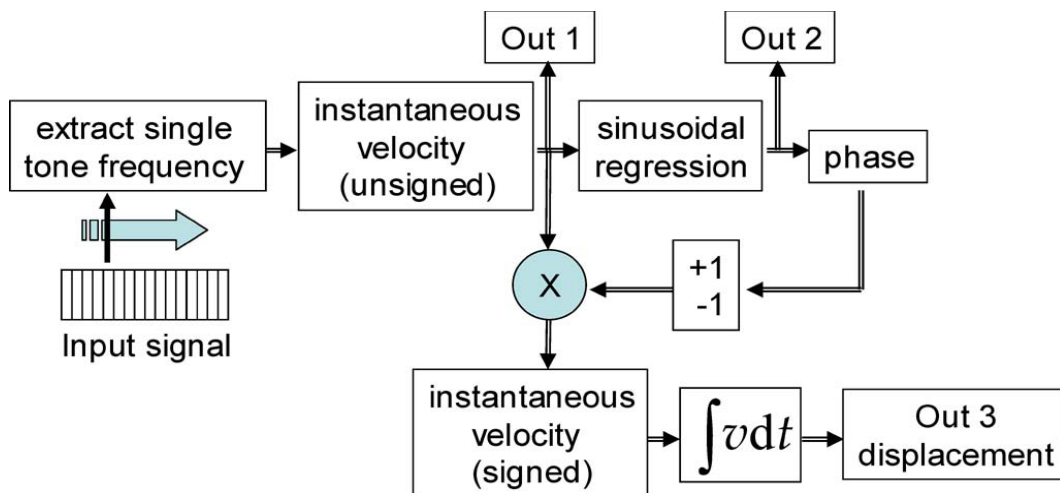 Out 1
Out 2
extract single
tone frequency
instantaneous
velocity
(unsigned)
sinusoidal
regression
phase
X
+1
-1
Input signal
instantaneous
velocity
(signed)
∫vdt
Out 3
displacement